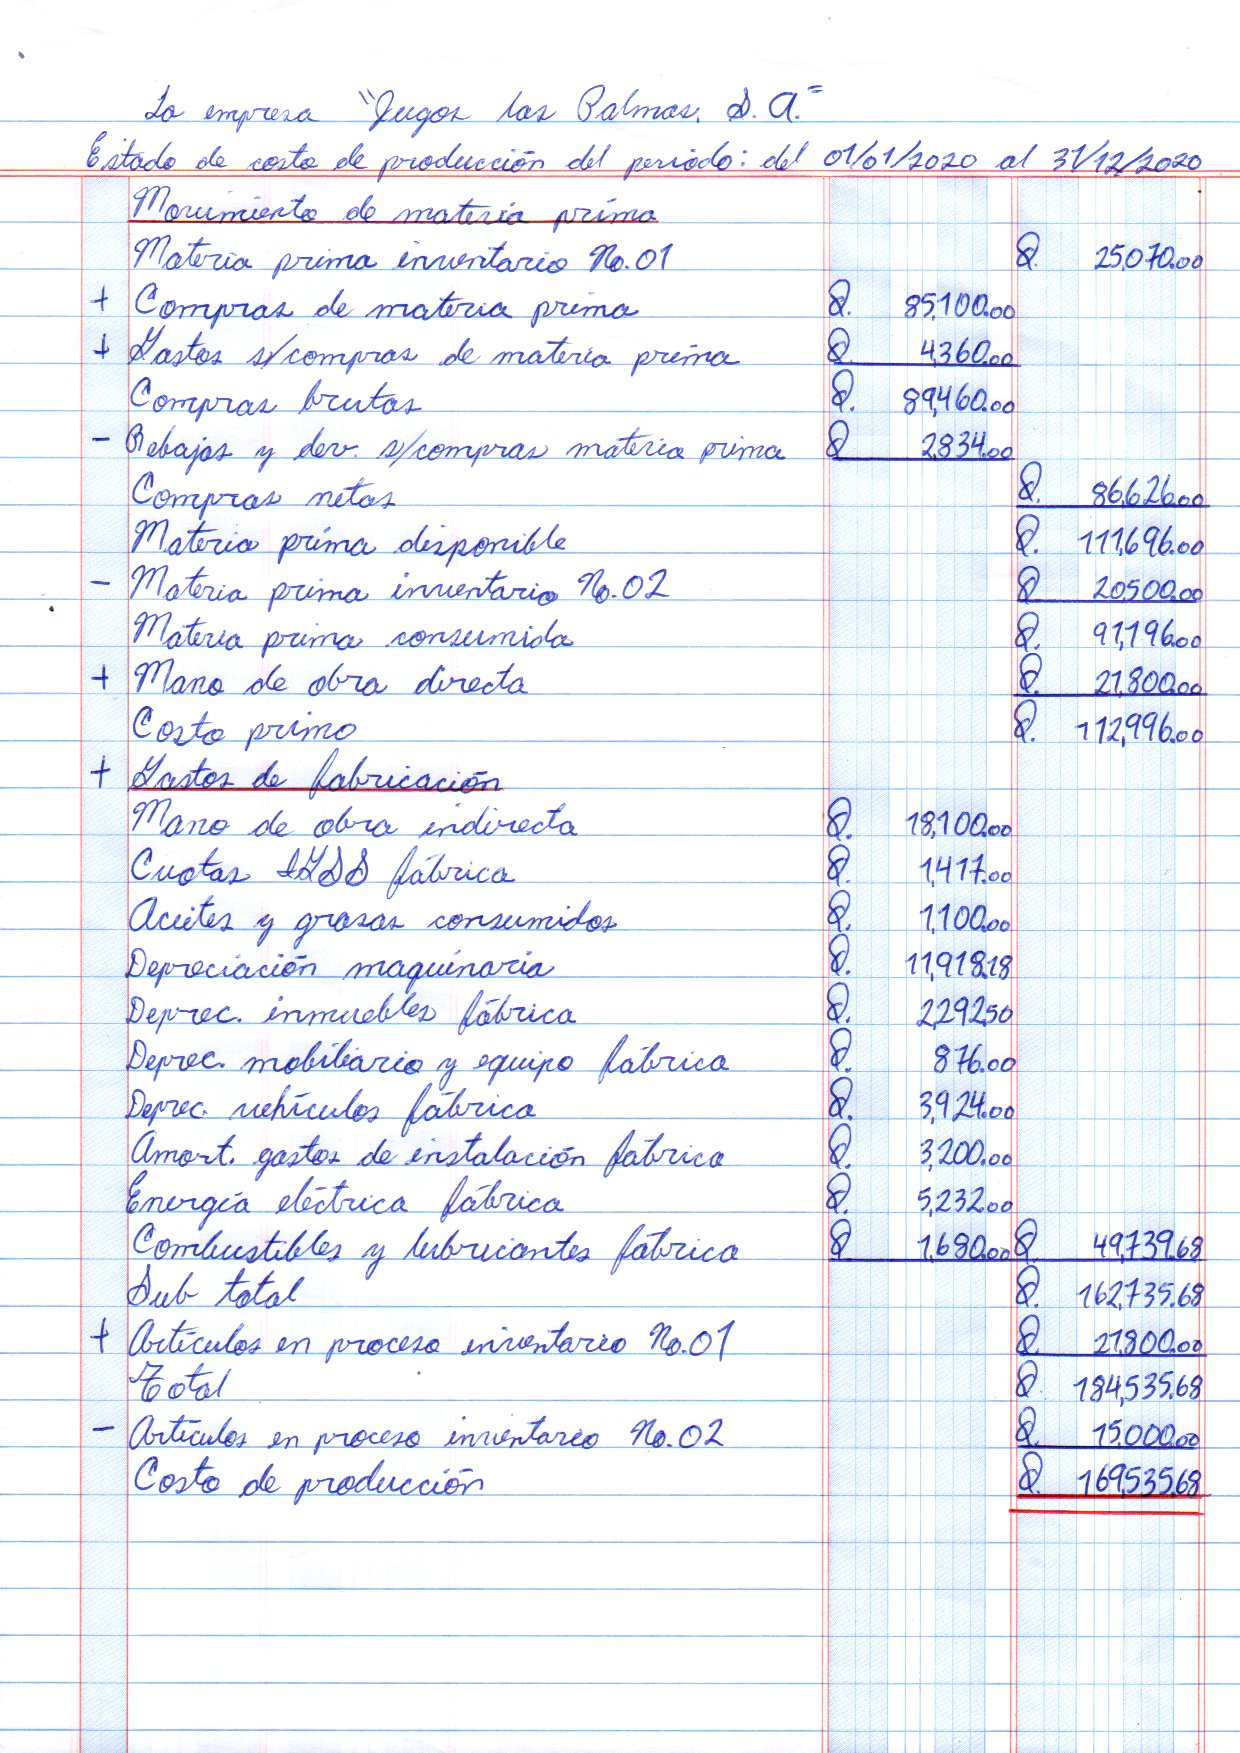 La empresa "Jugos las Palmas, S.A."
Estado de costo de producción del periodo: del 01/01/2020 al 31/12/2020
Movimiento de materia prima
Materia prima inventario No.01 Q. 25,070.00
+ Compras de materia prima Q. 85,100.00
+ Gastos s/compras de materia prima Q. 4,360.00
Compras brutas Q. 89,460.00
- Rebajas y dev. s/compras materia prima Q. 2,834.00
Compras netas Q. 86,626.00
Materia prima disponible Q. 111,696.00
- Materia prima inventario No.02 Q. 20,500.00
Materia prima consumida Q. 91,196.00
+ Mano de obra directa Q. 21,800.00
Costo primo Q. 112,996.00
+ Gastos de fabricación
Mano de obra indirecta Q. 18,100.00
Cuotas IGSS fábrica Q. 1,417.00
Aceites y grasas consumidos Q. 1,100.00
Depreciación maquinaria Q. 11,918.18
Deprec. inmuebles fábrica Q. 2,292.50
Deprec. mobiliario y equipo fábrica Q. 876.00
Deprec. vehículos fábrica Q. 3,924.00
Amort. gastos de instalación fábrica Q. 3,200.00
Energía eléctrica fábrica Q. 5,232.00
Combustibles y lubricantes fábrica Q. 1,680.00 Q. 49,739.68
Sub total Q. 162,735.68
+ Artículos en proceso inventario No.01 Q. 21,800.00
Total Q. 184,535.68
- Artículos en proceso inventario No.02 Q. 15,000.00
Costo de producción Q. 169,535.68